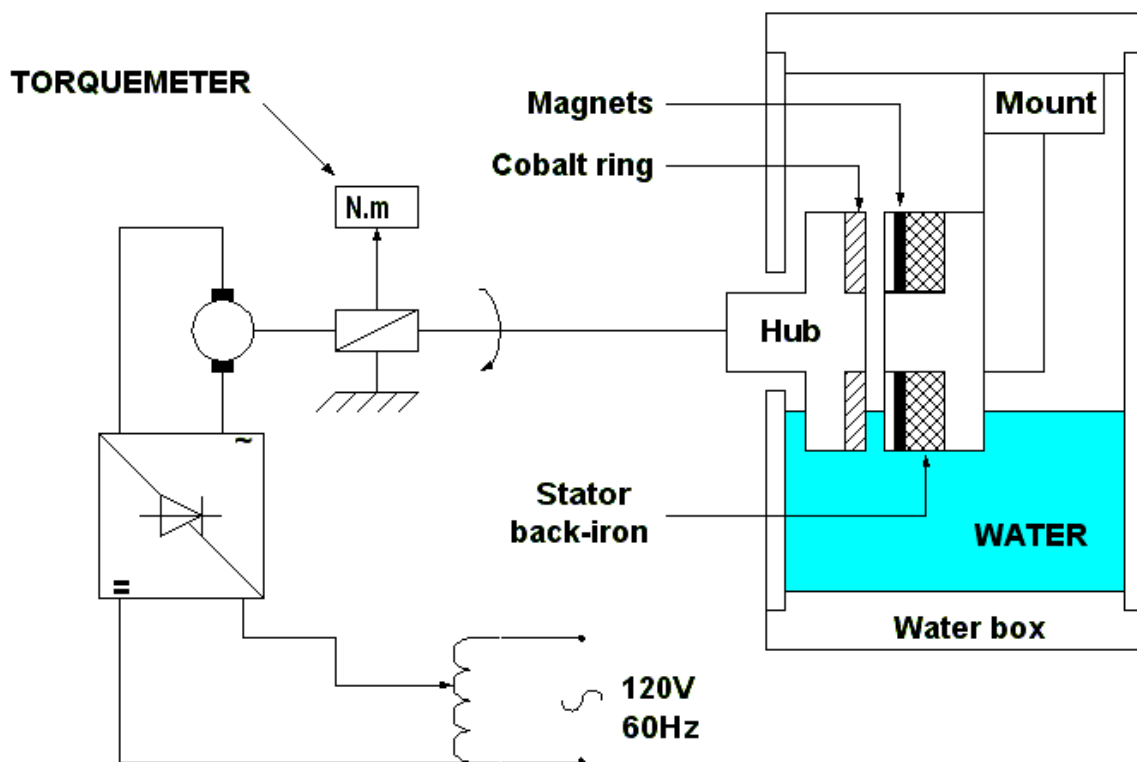 TORQUEMETER
Magnets
Mount
Cobalt ring
N.m
Hub
~
=
Stator
back-iron
WATER
Water box
120V
60Hz